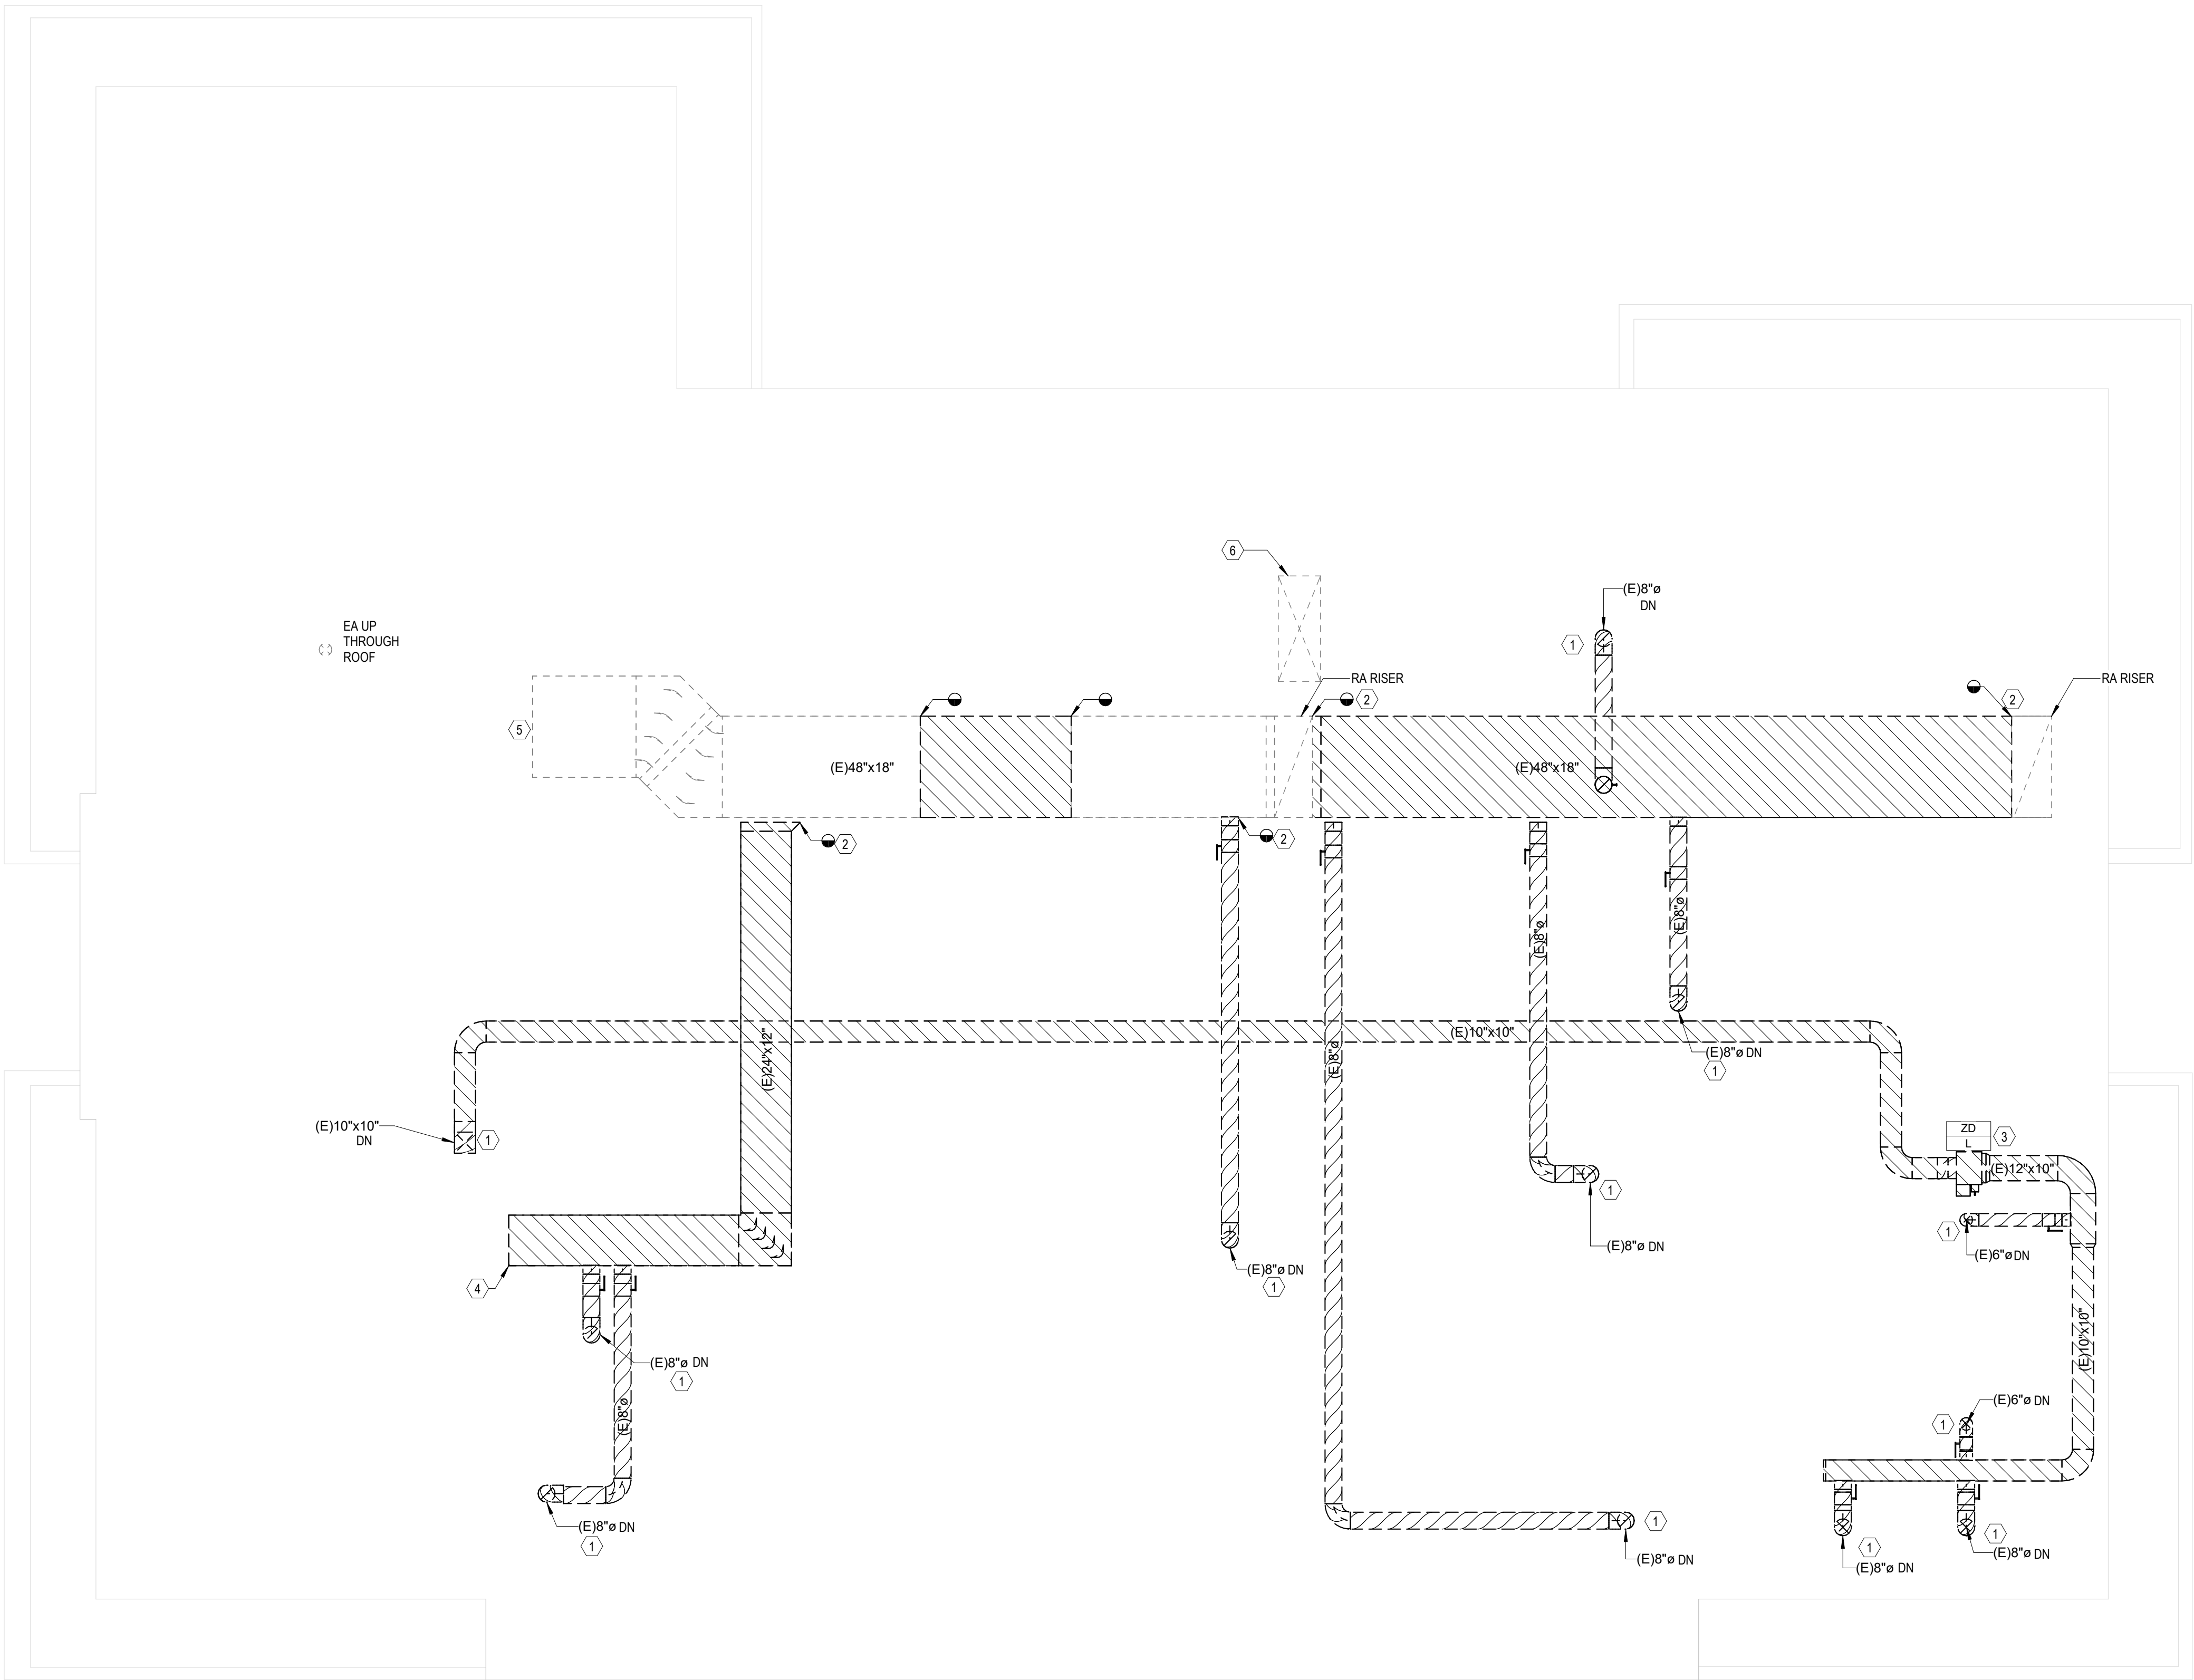 6
(E)8"ø
DN
1
EA UP
THROUGH
ROOF
RA RISER
RA RISER
2
2
5
(E)48"x18"
(E)48"x18"
2
2
(E)8"ø
(E)8"ø
(E)10"x10"
(E)8"ø
(E)24"x12"
(E)8"ø DN
1
(E)10"x10"
DN
1
ZD
L
3
(E)12"x10"
1
1
(E)8"ø DN
(E)6"ø DN
(E)8"ø DN
1
4
(E)10"x10"
(E)8"ø DN
1
(E)8"ø
(E)6"ø DN
1
(E)8"ø DN
1
1
(E)8"ø DN
1
(E)8"ø DN
1
(E)8"ø DN